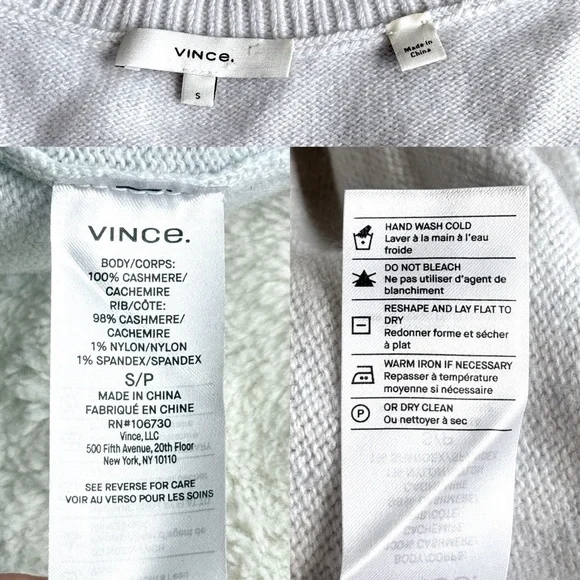 VINCE.
S
Made in
China
VINCE.
BODY/CORPS:
100% CASHMERE/
CACHEMIRE
RIB/CÔTE:
98% CASHMERE/
CACHEMIRE
1% NYLON/NYLON
1% SPANDEX/SPANDEX
S/P
MADE IN CHINA
FABRIQUÉ EN CHINE
RN#106730
Vince, LLC
500 Fifth Avenue, 20th Floor
New York, NY 10110
SEE REVERSE FOR CARE
VOIR AU VERSO POUR LES SOINS
HAND WASH COLD
Laver à la main à l'eau
froide
DO NOT BLEACH
Ne pas utiliser d'agent de
blanchiment
RESHAPE AND LAY FLAT TO
DRY
Redonner forme et sécher
à plat
WARM IRON IF NECESSARY
Repasser à température
moyenne si nécessaire
P
OR DRY CLEAN
Ou nettoyer à sec